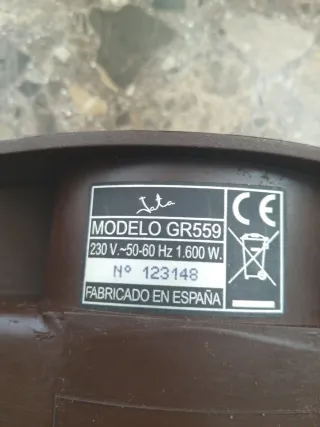 Jata
MODELO GR559
230 V.~50-60 Hz 1.600 W.
Nº 123148
FABRICADO EN ESPAÑA
CE